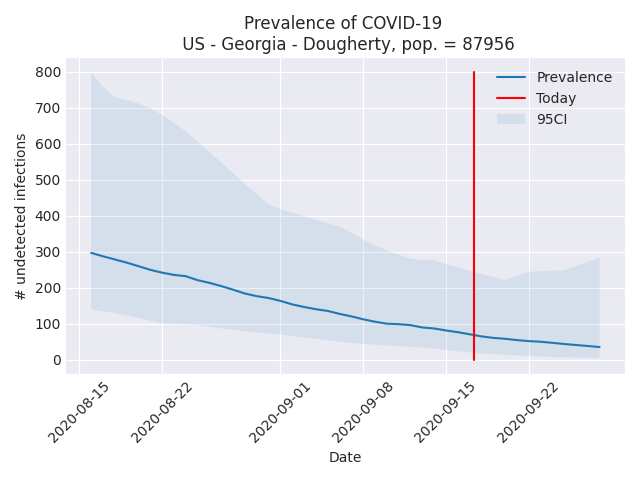 Prevalence of COVID-19
US - Georgia - Dougherty, pop. = 87956
# undetected infections
800
700
600
500
400
300
200
100
0
Prevalence
Today
95CI
2020-08-15
2020-08-22
2020-09-01
2020-09-08
2020-09-15
2020-09-22
Date